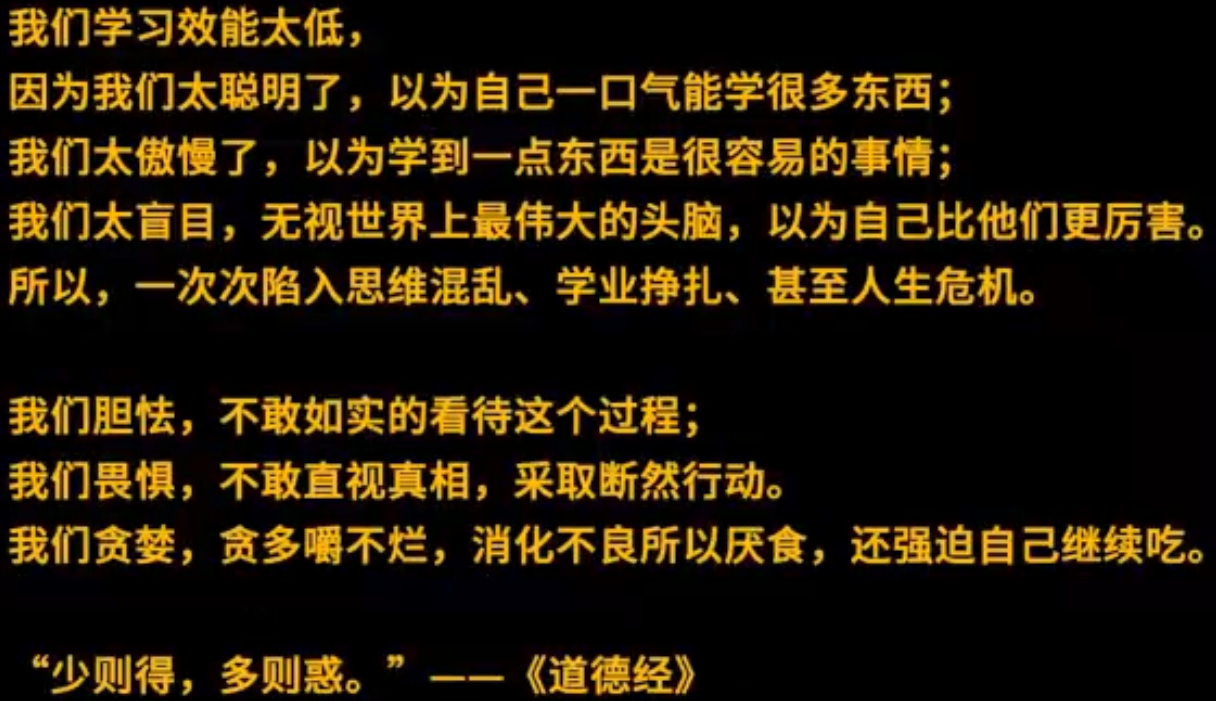 我们学习效能太低，
因为我们太聪明了，以为自己一口气能学很多东西；
我们太傲慢了，以为学到一点东西是很容易的事情；
我们太盲目，无视世界上最伟大的头脑，以为自己比他们更厉害。
所以，一次次陷入思维混乱、学业挣扎、甚至人生危机。
我们胆怯，不敢如实的看待这个过程；
我们畏惧，不敢直视真相，采取断然行动。
我们贪婪，贪多嚼不烂，消化不良所以厌食，还强迫自己继续吃。
“少则得，多则惑。”——《道德经》